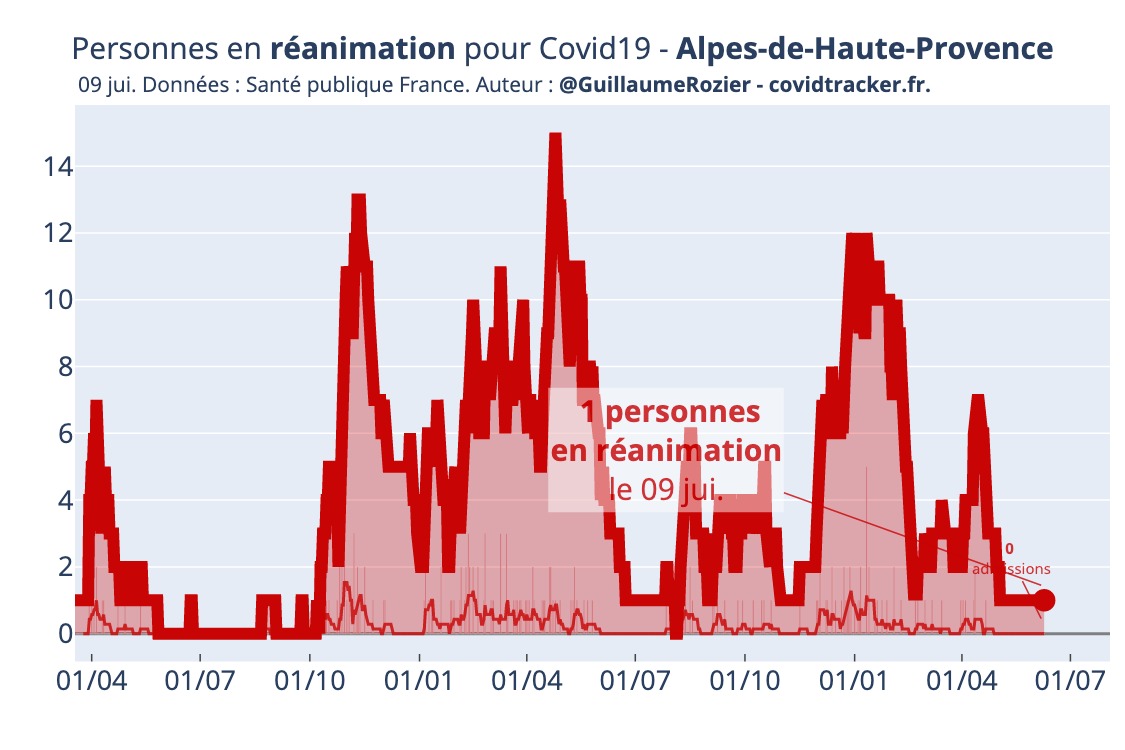 Personnes en réanimation pour Covid19 - Alpes-de-Haute-Provence
09 jui. Données : Santé publique France. Auteur : @GuillaumeRozier - covidtracker.fr.
14
12
10
8
6
4
2
0
1 personnes
en réanimation
le 09 jui.
0
admissions
01/04 01/07 01/10 01/01 01/04 01/07 01/10 01/01 01/04 01/07